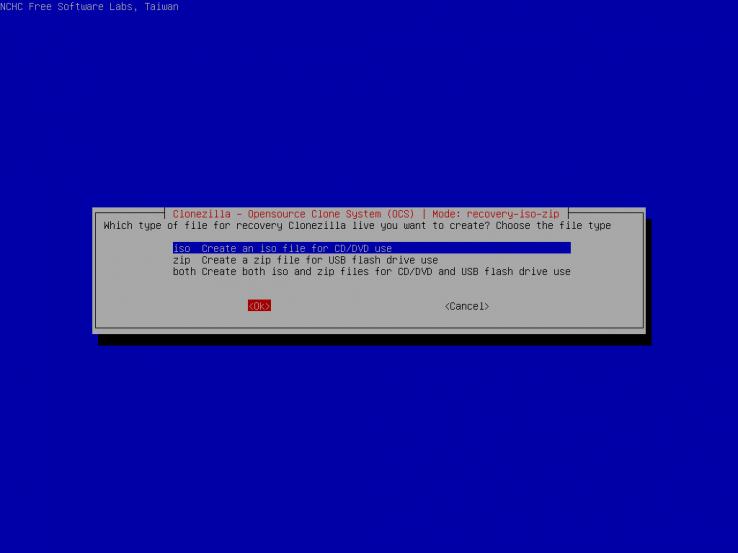 NCHC Free Software Labs, Taiwan
Clonezilla - Opensource Clone System (OCS) | Mode: recovery-iso-zip
Which type of file for recovery Clonezilla live you want to create? Choose the file type
iso Create an iso file for CD/DVD use
zip Create a zip file for USB flash drive use
both Create both iso and zip files for CD/DVD and USB flash drive use
<Ok> <Cancel>